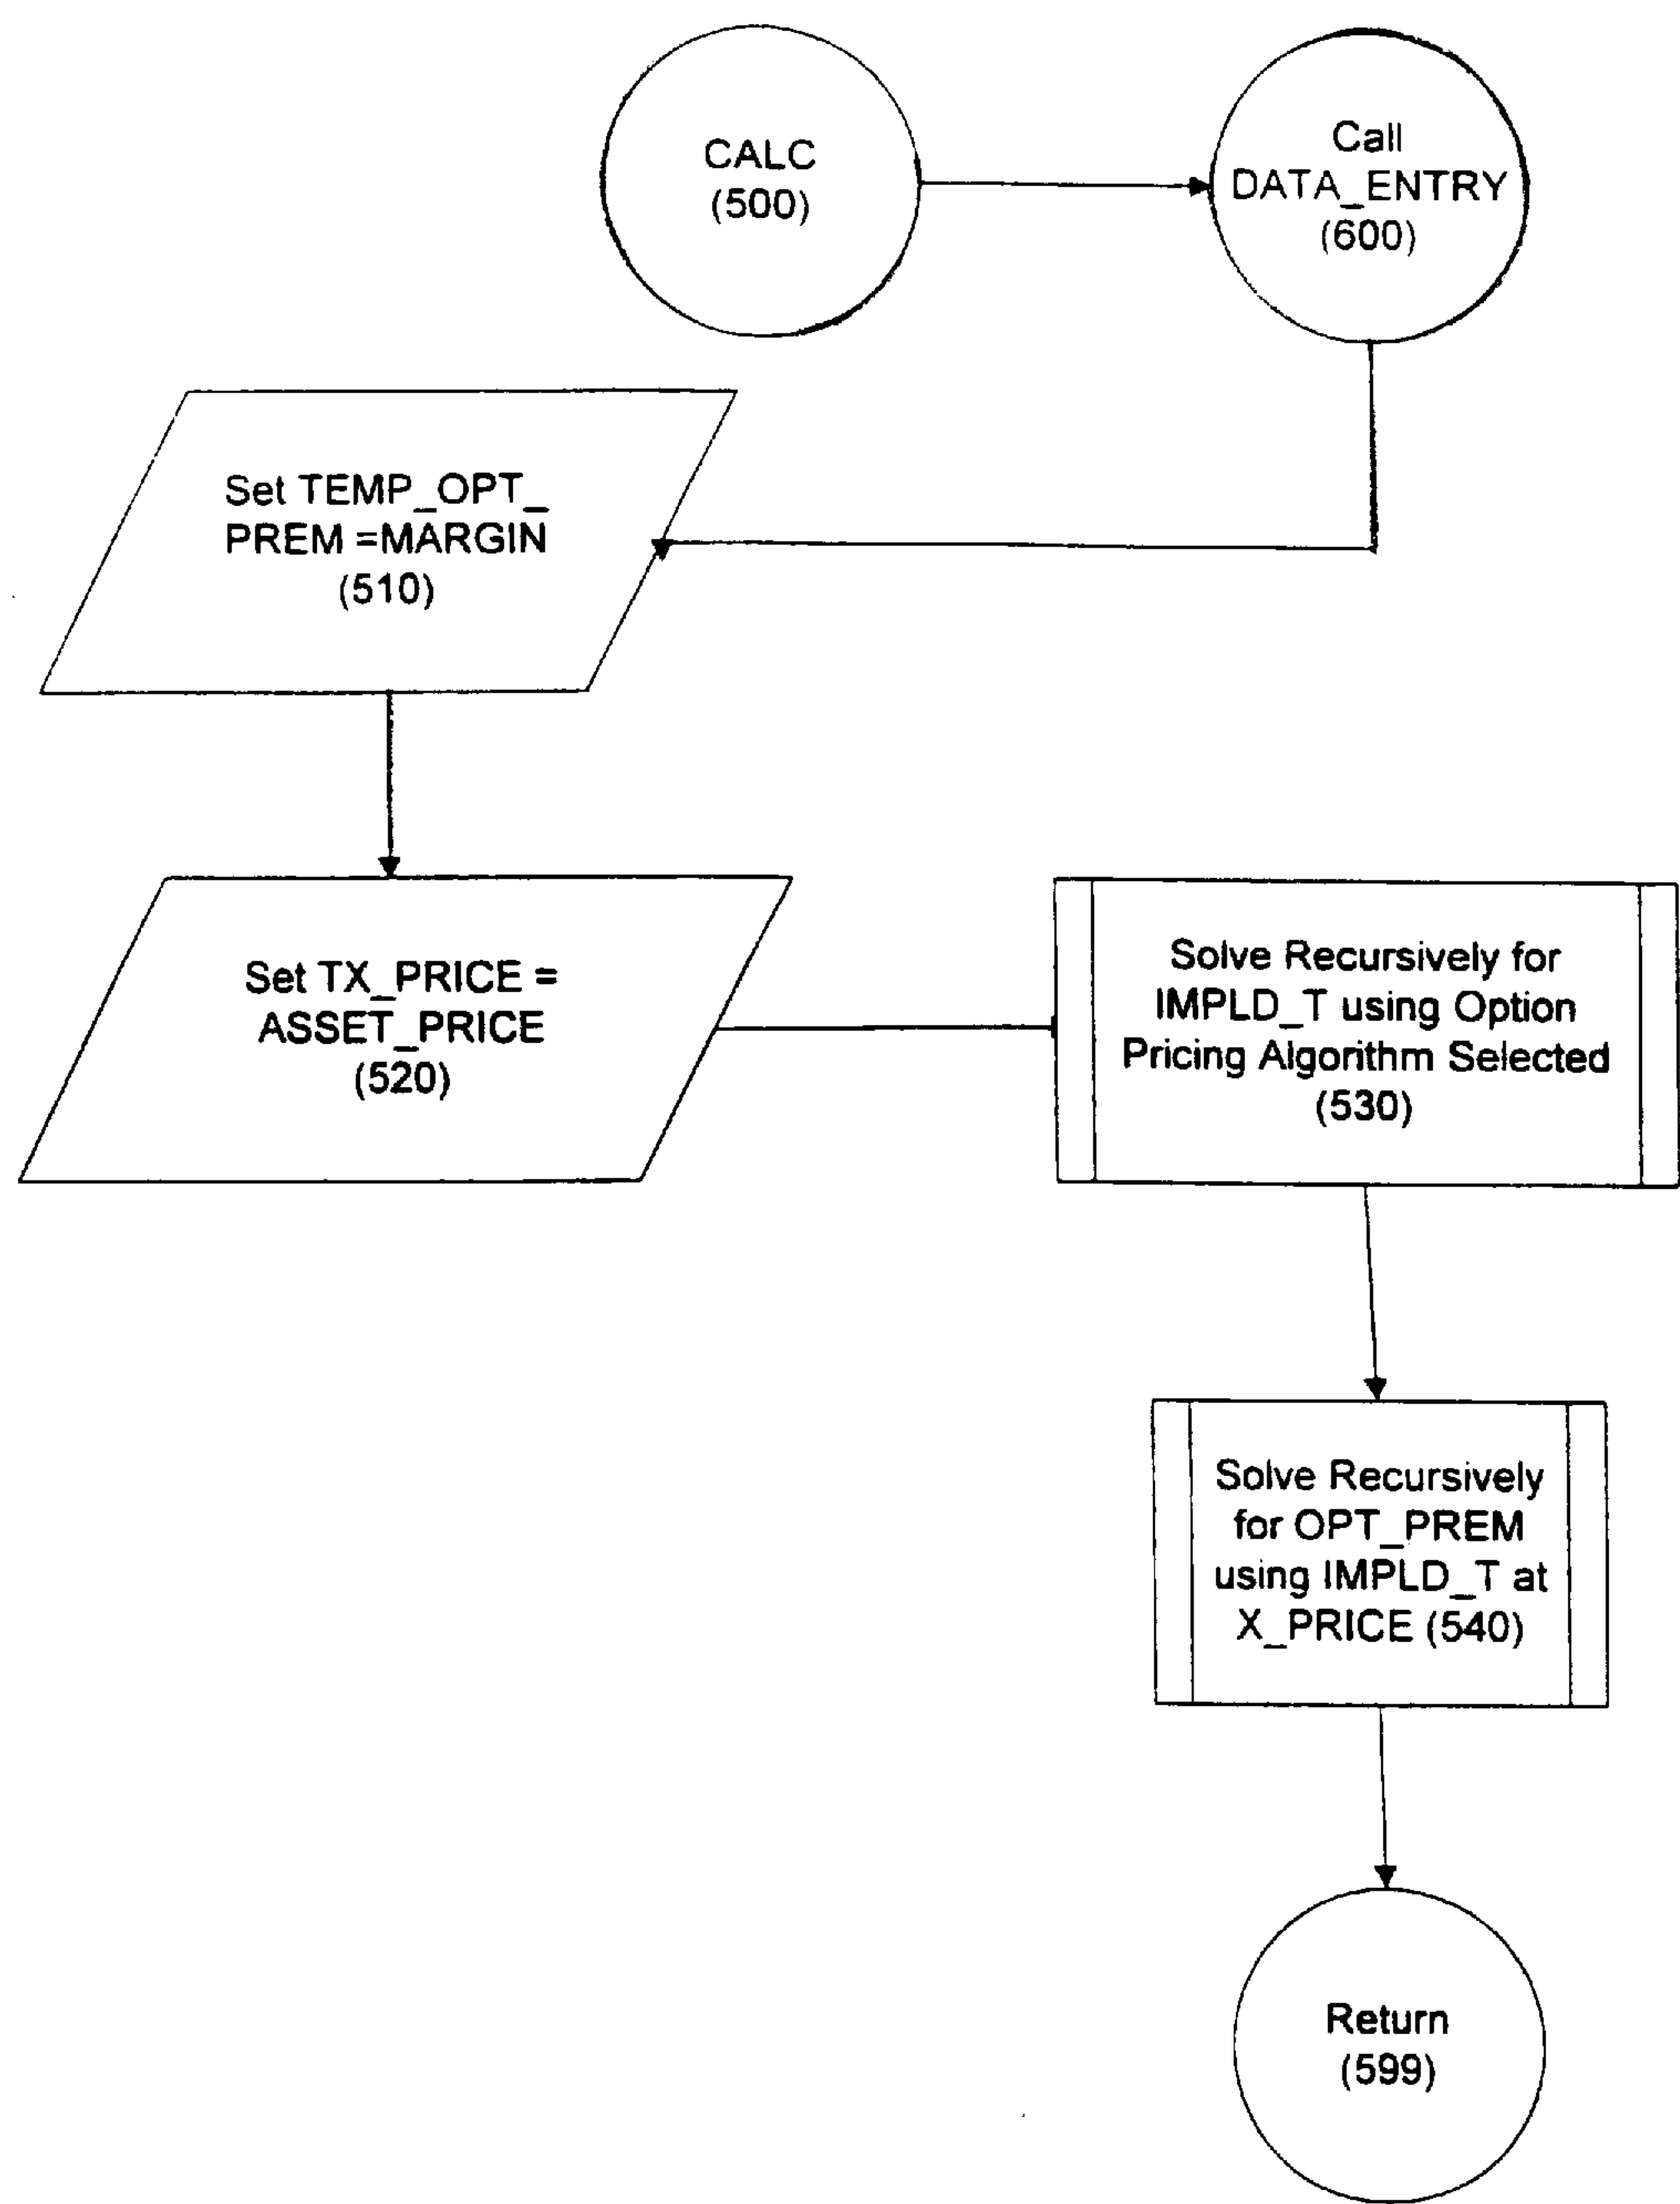 CALC
(500)
Call
DATA_ENTRY
(600)
Set TEMP_OPT_
PREM =MARGIN
(510)
Set TX_PRICE =
ASSET_PRICE
(520)
Solve Recursively for
IMPLD_T using Option
Pricing Algorithm Selected
(530)
Solve Recursively
for OPT_PREM
using IMPLD_T at
X_PRICE (540)
Return
(599)